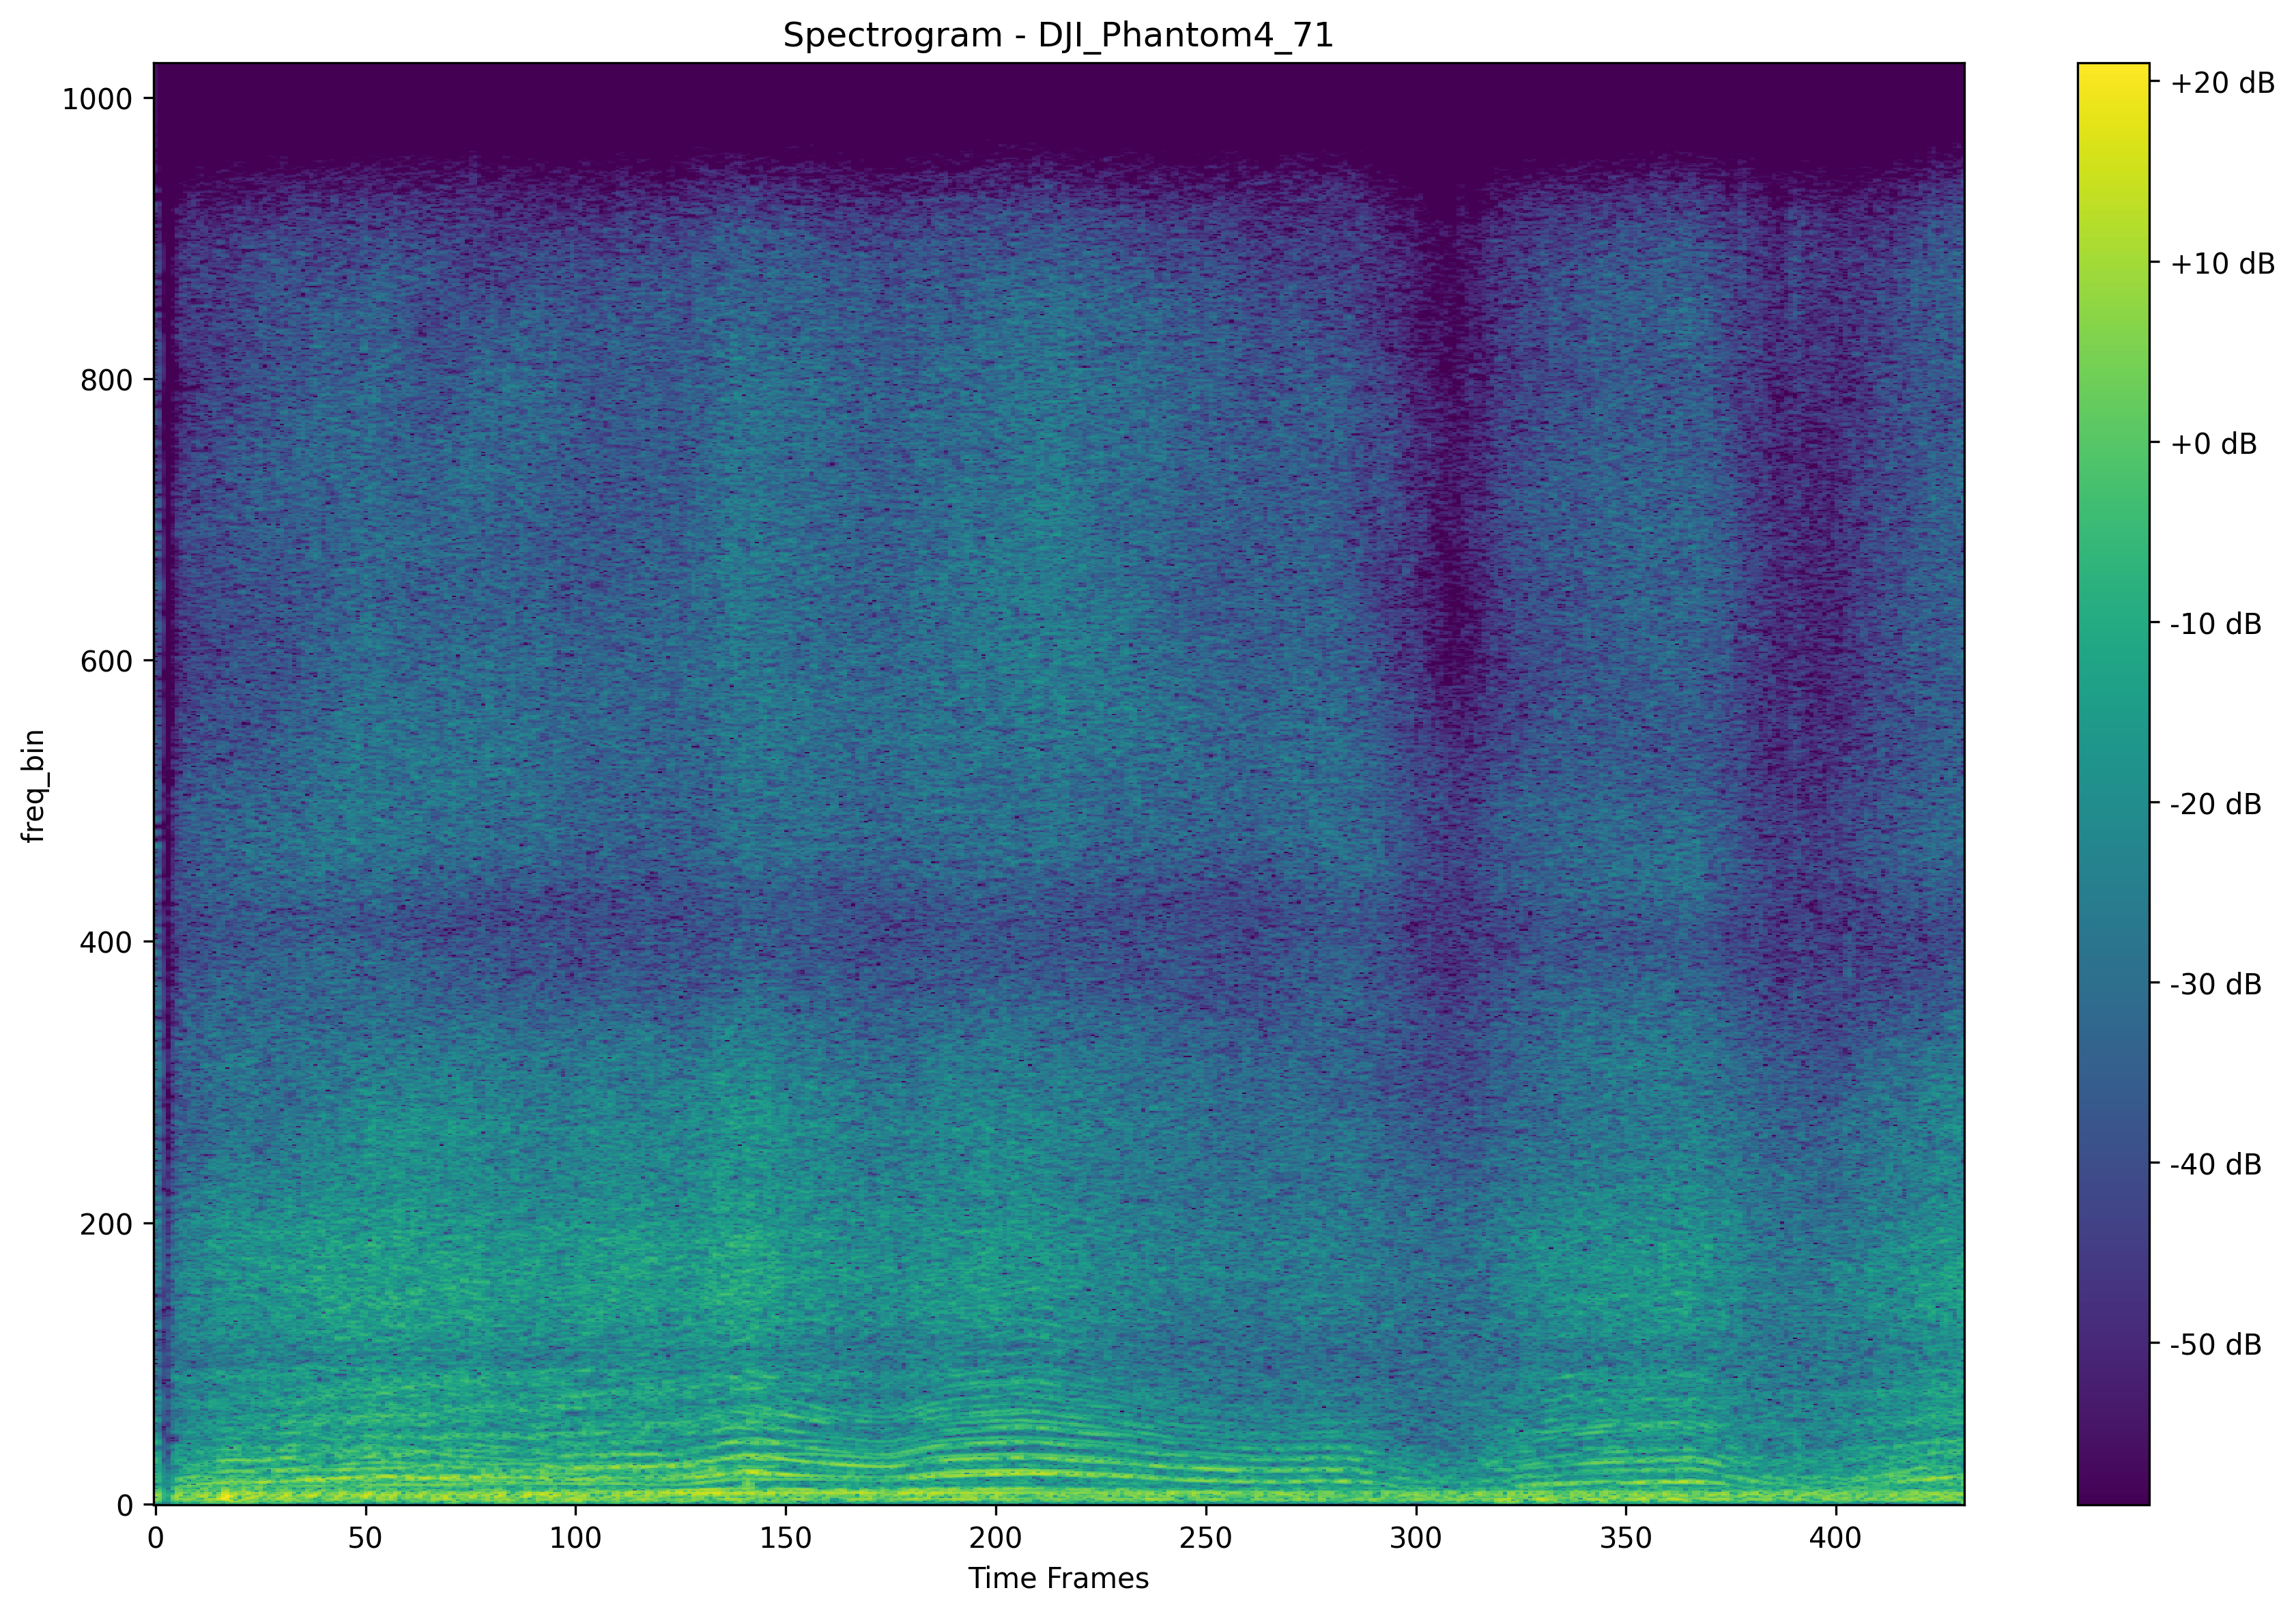 Spectrogram - DJI_Phantom4_71
1000
800
600
400
200
0
freq_bin
0 50 100 150 200 250 300 350 400
Time Frames
+20 dB
+10 dB
+0 dB
-10 dB
-20 dB
-30 dB
-40 dB
-50 dB